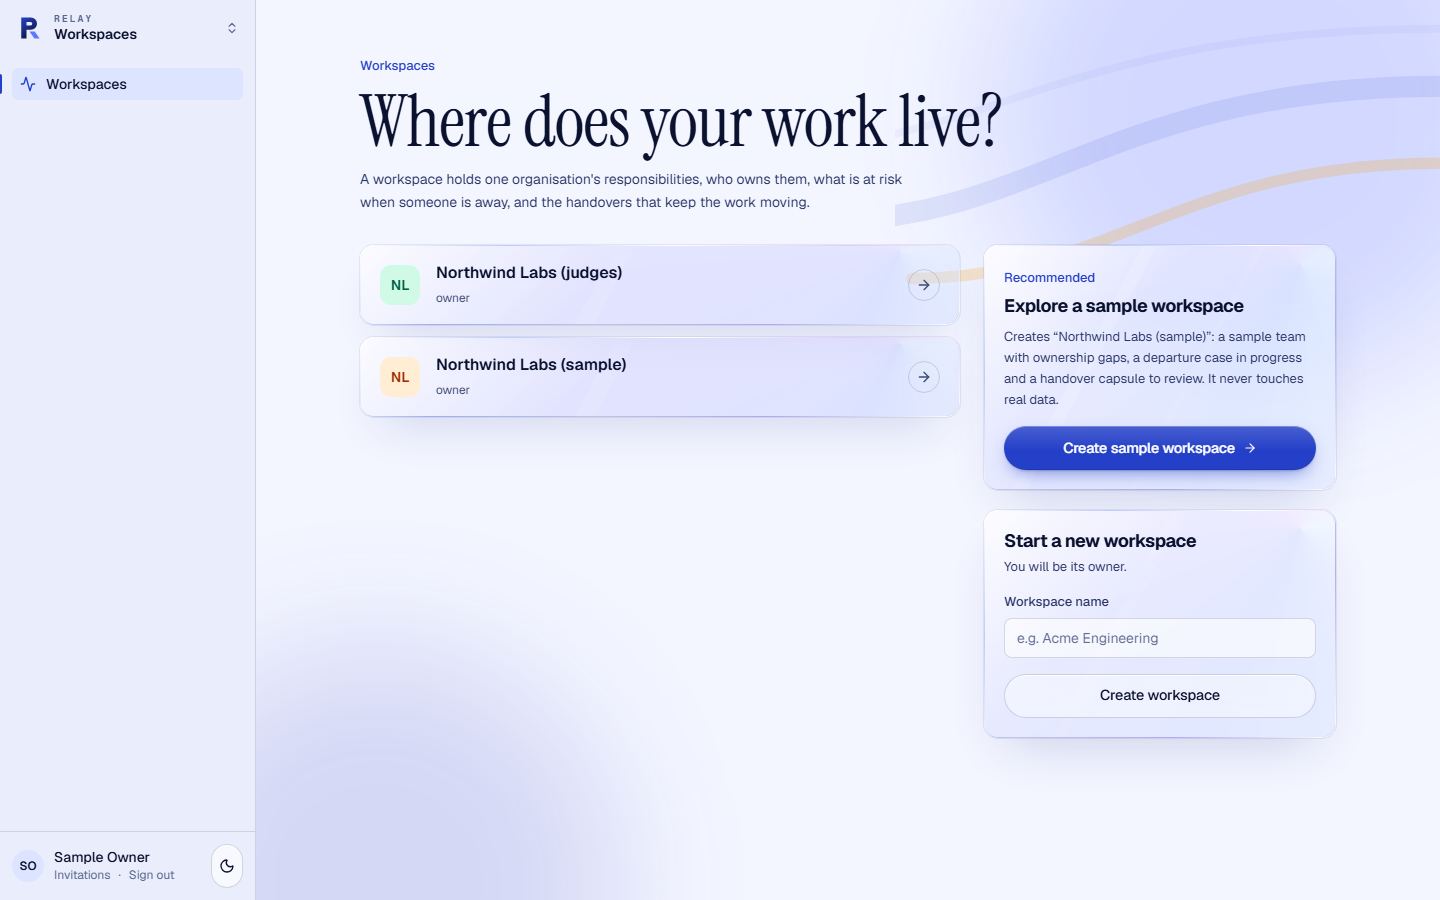 RELAY
Workspaces
Workspaces
Workspaces
Where does your work live?
A workspace holds one organisation's responsibilities, who owns them, what is at risk
when someone is away, and the handovers that keep the work moving.
NL
Northwind Labs (judges)
owner
NL
Northwind Labs (sample)
owner
Recommended
Explore a sample workspace
Creates “Northwind Labs (sample)”: a sample team
with ownership gaps, a departure case in progress
and a handover capsule to review. It never touches
real data.
Create sample workspace
Start a new workspace
You will be its owner.
Workspace name
e.g. Acme Engineering
Create workspace
SO
Sample Owner
Invitations · Sign out